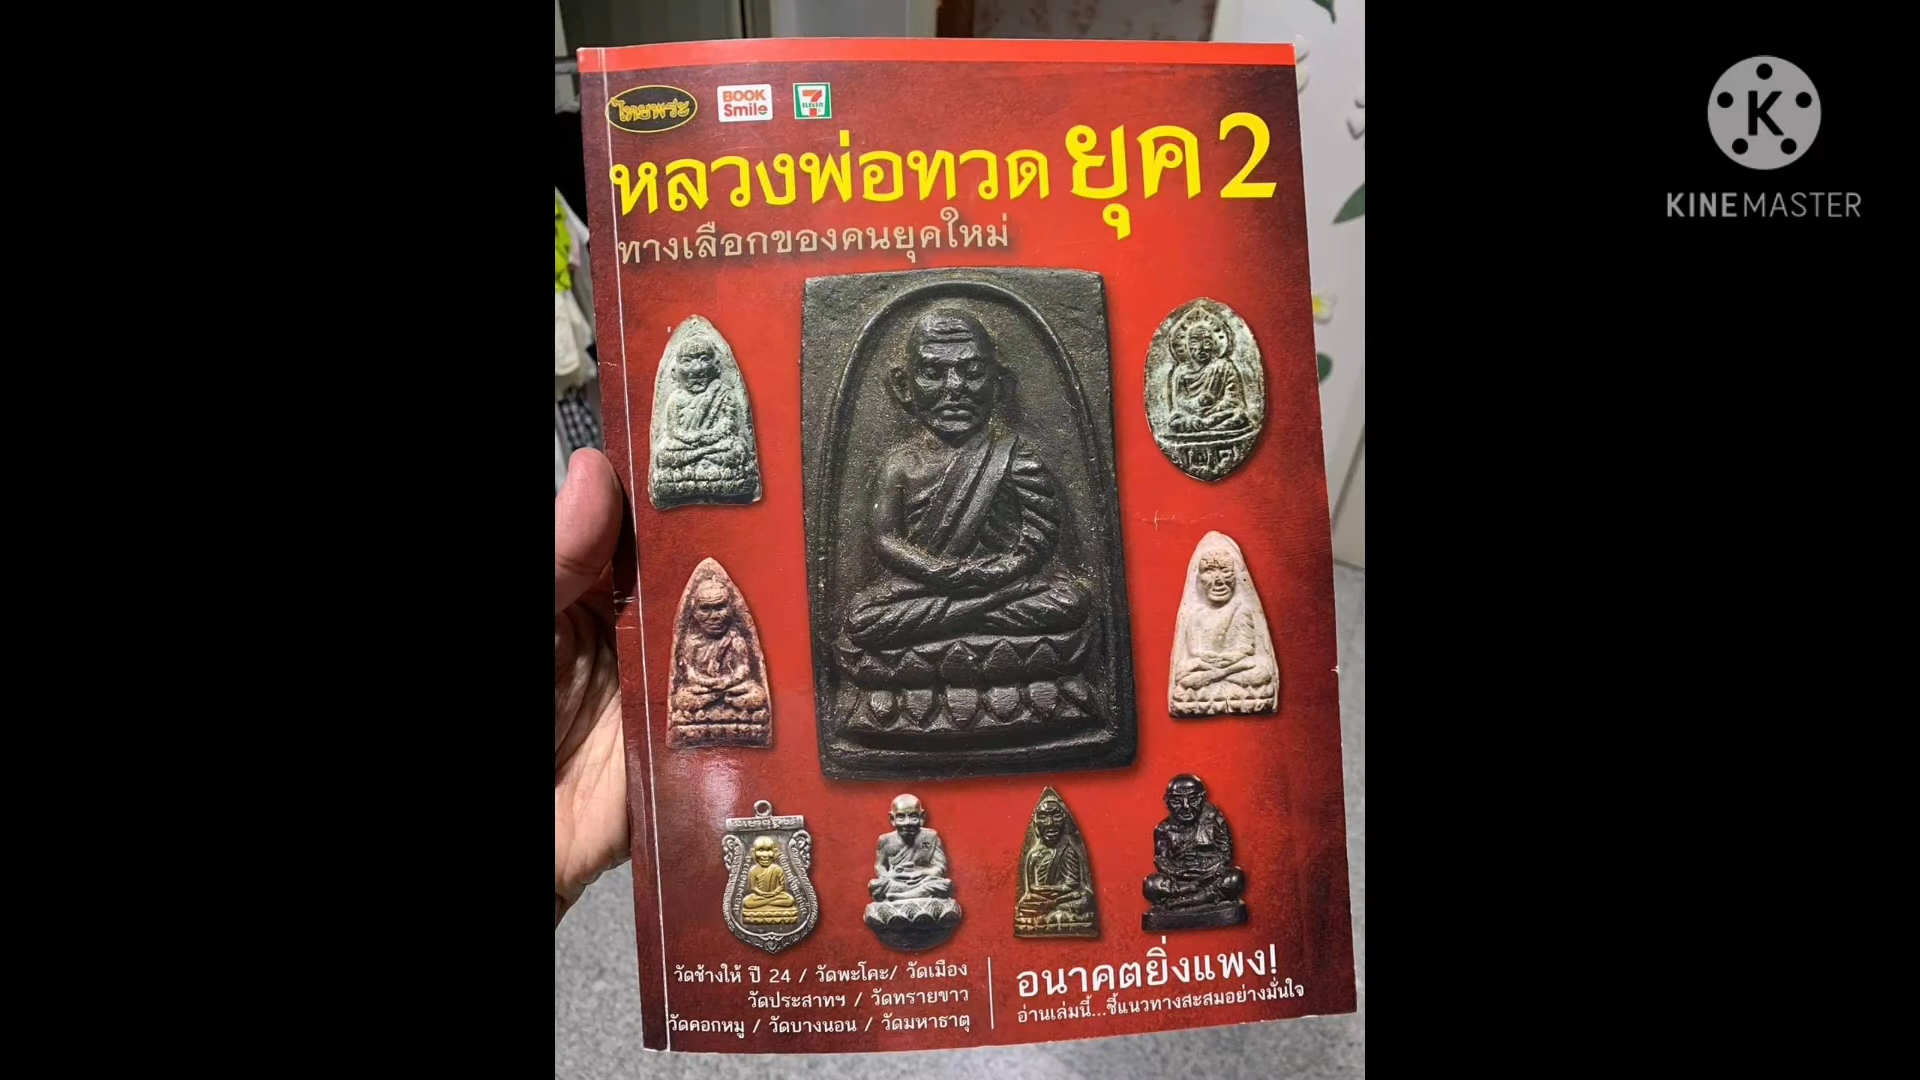 ไทยพระ
BOOK
Smile
7
ELEVEN
หลวงพ่อทวด ยุค 2
ทางเลือกของคนยุคใหม่
วัดช้างให้ ปี 24 / วัดพะโคะ/ วัดเมือง
วัดประสาทฯ / วัดทรายขาว
วัดคอกหมู / วัดบางนอน / วัดมหาธาตุ
อนาคตยิ่งแพง!
อ่านเล่มนี้...ชี้แนวทางสะสมอย่างมั่นใจ
K
KINEMASTER